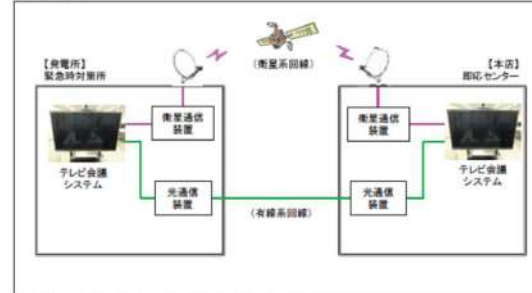 【発電所】
緊急時対策所
(衛星系回線)
【本店】
即応センター
衛星通信
装置
衛星通信
装置
テレビ会議
システム
テレビ会議
システム
光通信
装置
光通信
装置
(有線系回線)